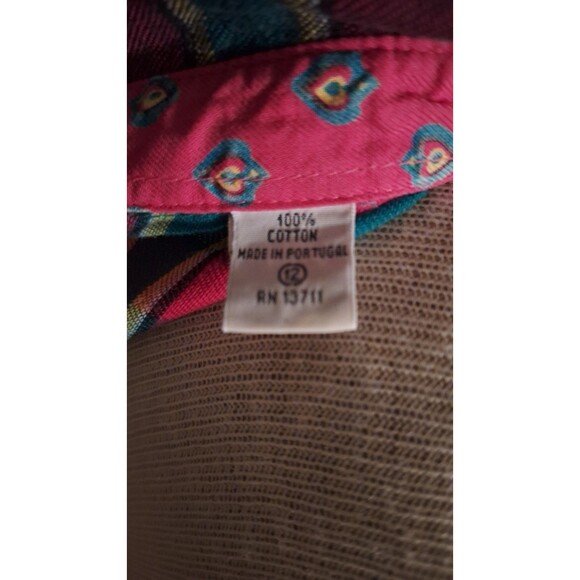 100%
COTTON
MADE IN PORTUGAL
12
RN 13711